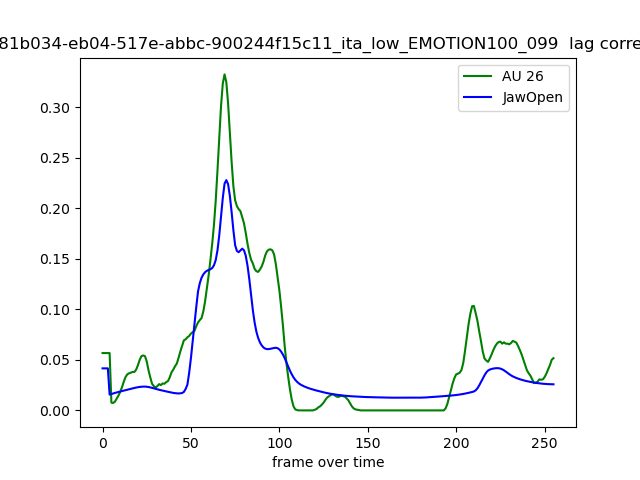 81b034-eb04-517e-abbc-900244f15c11_ita_low_EMOTION100_099 lag corre
AU 26
JawOpen
0.30
0.25
0.20
0.15
0.10
0.05
0.00
0 50 100 150 200 250
frame over time